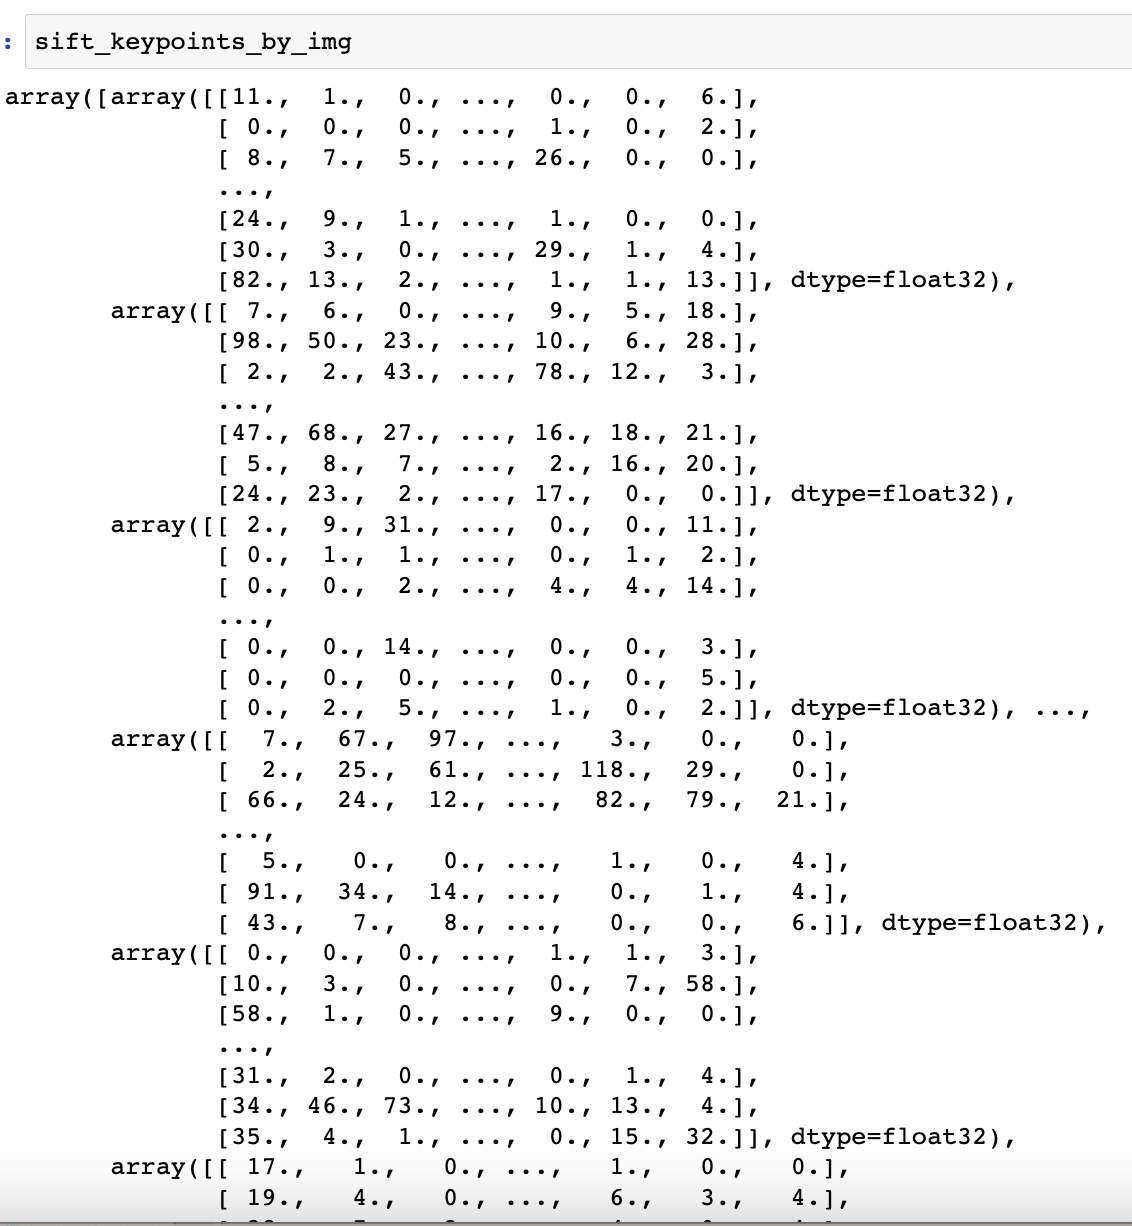 :
sift_keypoints_by_img
array([array([[11.,  1.,  0., ...,  0.,  0.,  6.],
[ 0.,  0.,  0., ...,  1.,  0.,  2.],
[ 8.,  7.,  5., ..., 26.,  0.,  0.],
...,
[24.,  9.,  1., ...,  1.,  0.,  0.],
[30.,  3.,  0., ..., 29.,  1.,  4.],
[82., 13.,  2., ...,  1.,  1., 13.]], dtype=float32),
array([[ 7.,  6.,  0., ...,  9.,  5., 18.],
[98., 50., 23., ..., 10.,  6., 28.],
[ 2.,  2., 43., ..., 78., 12.,  3.],
...,
[47., 68., 27., ..., 16., 18., 21.],
[ 5.,  8.,  7., ...,  2., 16., 20.],
[24., 23.,  2., ..., 17.,  0.,  0.]], dtype=float32),
array([[ 2.,  9., 31., ...,  0.,  0., 11.],
[ 0.,  1.,  1., ...,  0.,  1.,  2.],
[ 0.,  0.,  2., ...,  4.,  4., 14.],
...,
[ 0.,  0., 14., ...,  0.,  0.,  3.],
[ 0.,  0.,  0., ...,  0.,  0.,  5.],
[ 0.,  2.,  5., ...,  1.,  0.,  2.]], dtype=float32), ...,
array([[  7.,  67.,  97., ...,   3.,   0.,   0.],
[  2.,  25.,  61., ..., 118.,  29.,   0.],
[ 66.,  24.,  12., ...,  82.,  79.,  21.],
...,
[  5.,   0.,   0., ...,   1.,   0.,   4.],
[ 91.,  34.,  14., ...,   0.,   1.,   4.],
[ 43.,   7.,   8., ...,   0.,   0.,   6.]], dtype=float32),
array([[ 0.,  0.,  0., ...,  1.,  1.,  3.],
[10.,  3.,  0., ...,  0.,  7., 58.],
[58.,  1.,  0., ...,  9.,  0.,  0.],
...,
[31.,  2.,  0., ...,  0.,  1.,  4.],
[34., 46., 73., ..., 10., 13.,  4.],
[35.,  4.,  1., ...,  0., 15., 32.]], dtype=float32),
array([[ 17.,   1.,   0., ...,   1.,   0.,   0.],
[ 19.,   4.,   0., ...,   6.,   3.,   4.],